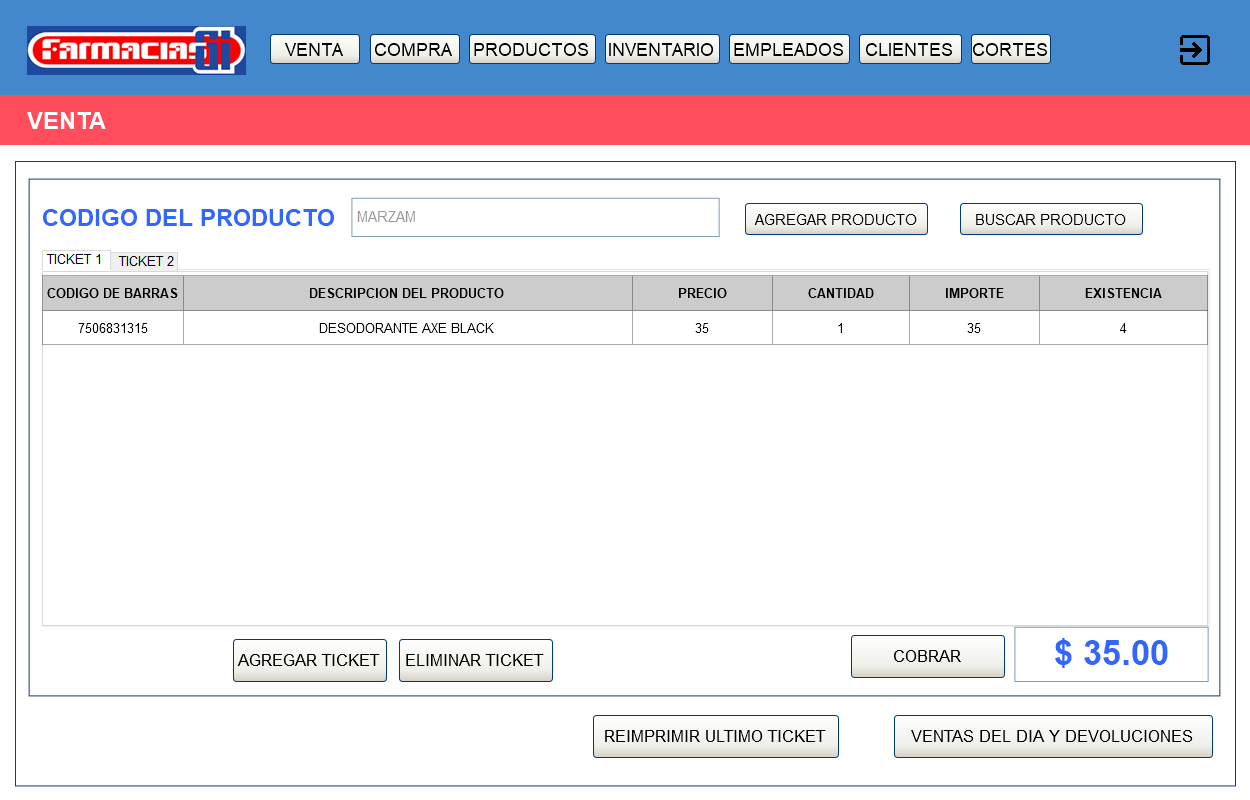 Farmacias SI
VENTA COMPRA PRODUCTOS INVENTARIO EMPLEADOS CLIENTES CORTES
VENTA
CODIGO DEL PRODUCTO MARZAM AGREGAR PRODUCTO BUSCAR PRODUCTO
TICKET 1 TICKET 2
CODIGO DE BARRAS DESCRIPCION DEL PRODUCTO PRECIO CANTIDAD IMPORTE EXISTENCIA
7506831315 DESODORANTE AXE BLACK 35 1 35 4
AGREGAR TICKET ELIMINAR TICKET COBRAR $ 35.00
REIMPRIMIR ULTIMO TICKET VENTAS DEL DIA Y DEVOLUCIONES